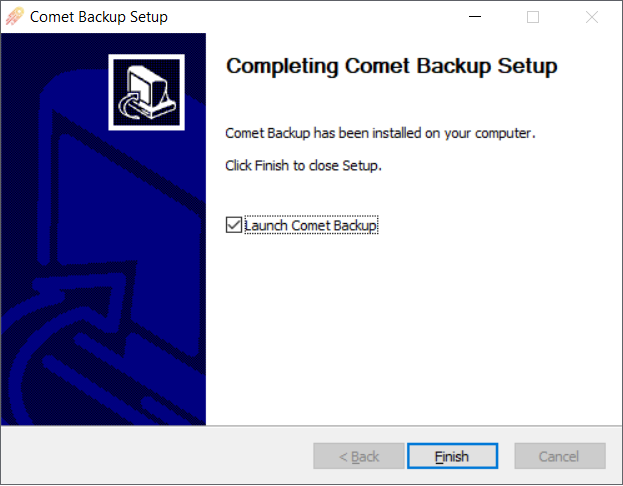 Comet Backup Setup
Completing Comet Backup Setup
Comet Backup has been installed on your computer.
Click Finish to close Setup.
Launch Comet Backup
< Back
Finish
Cancel